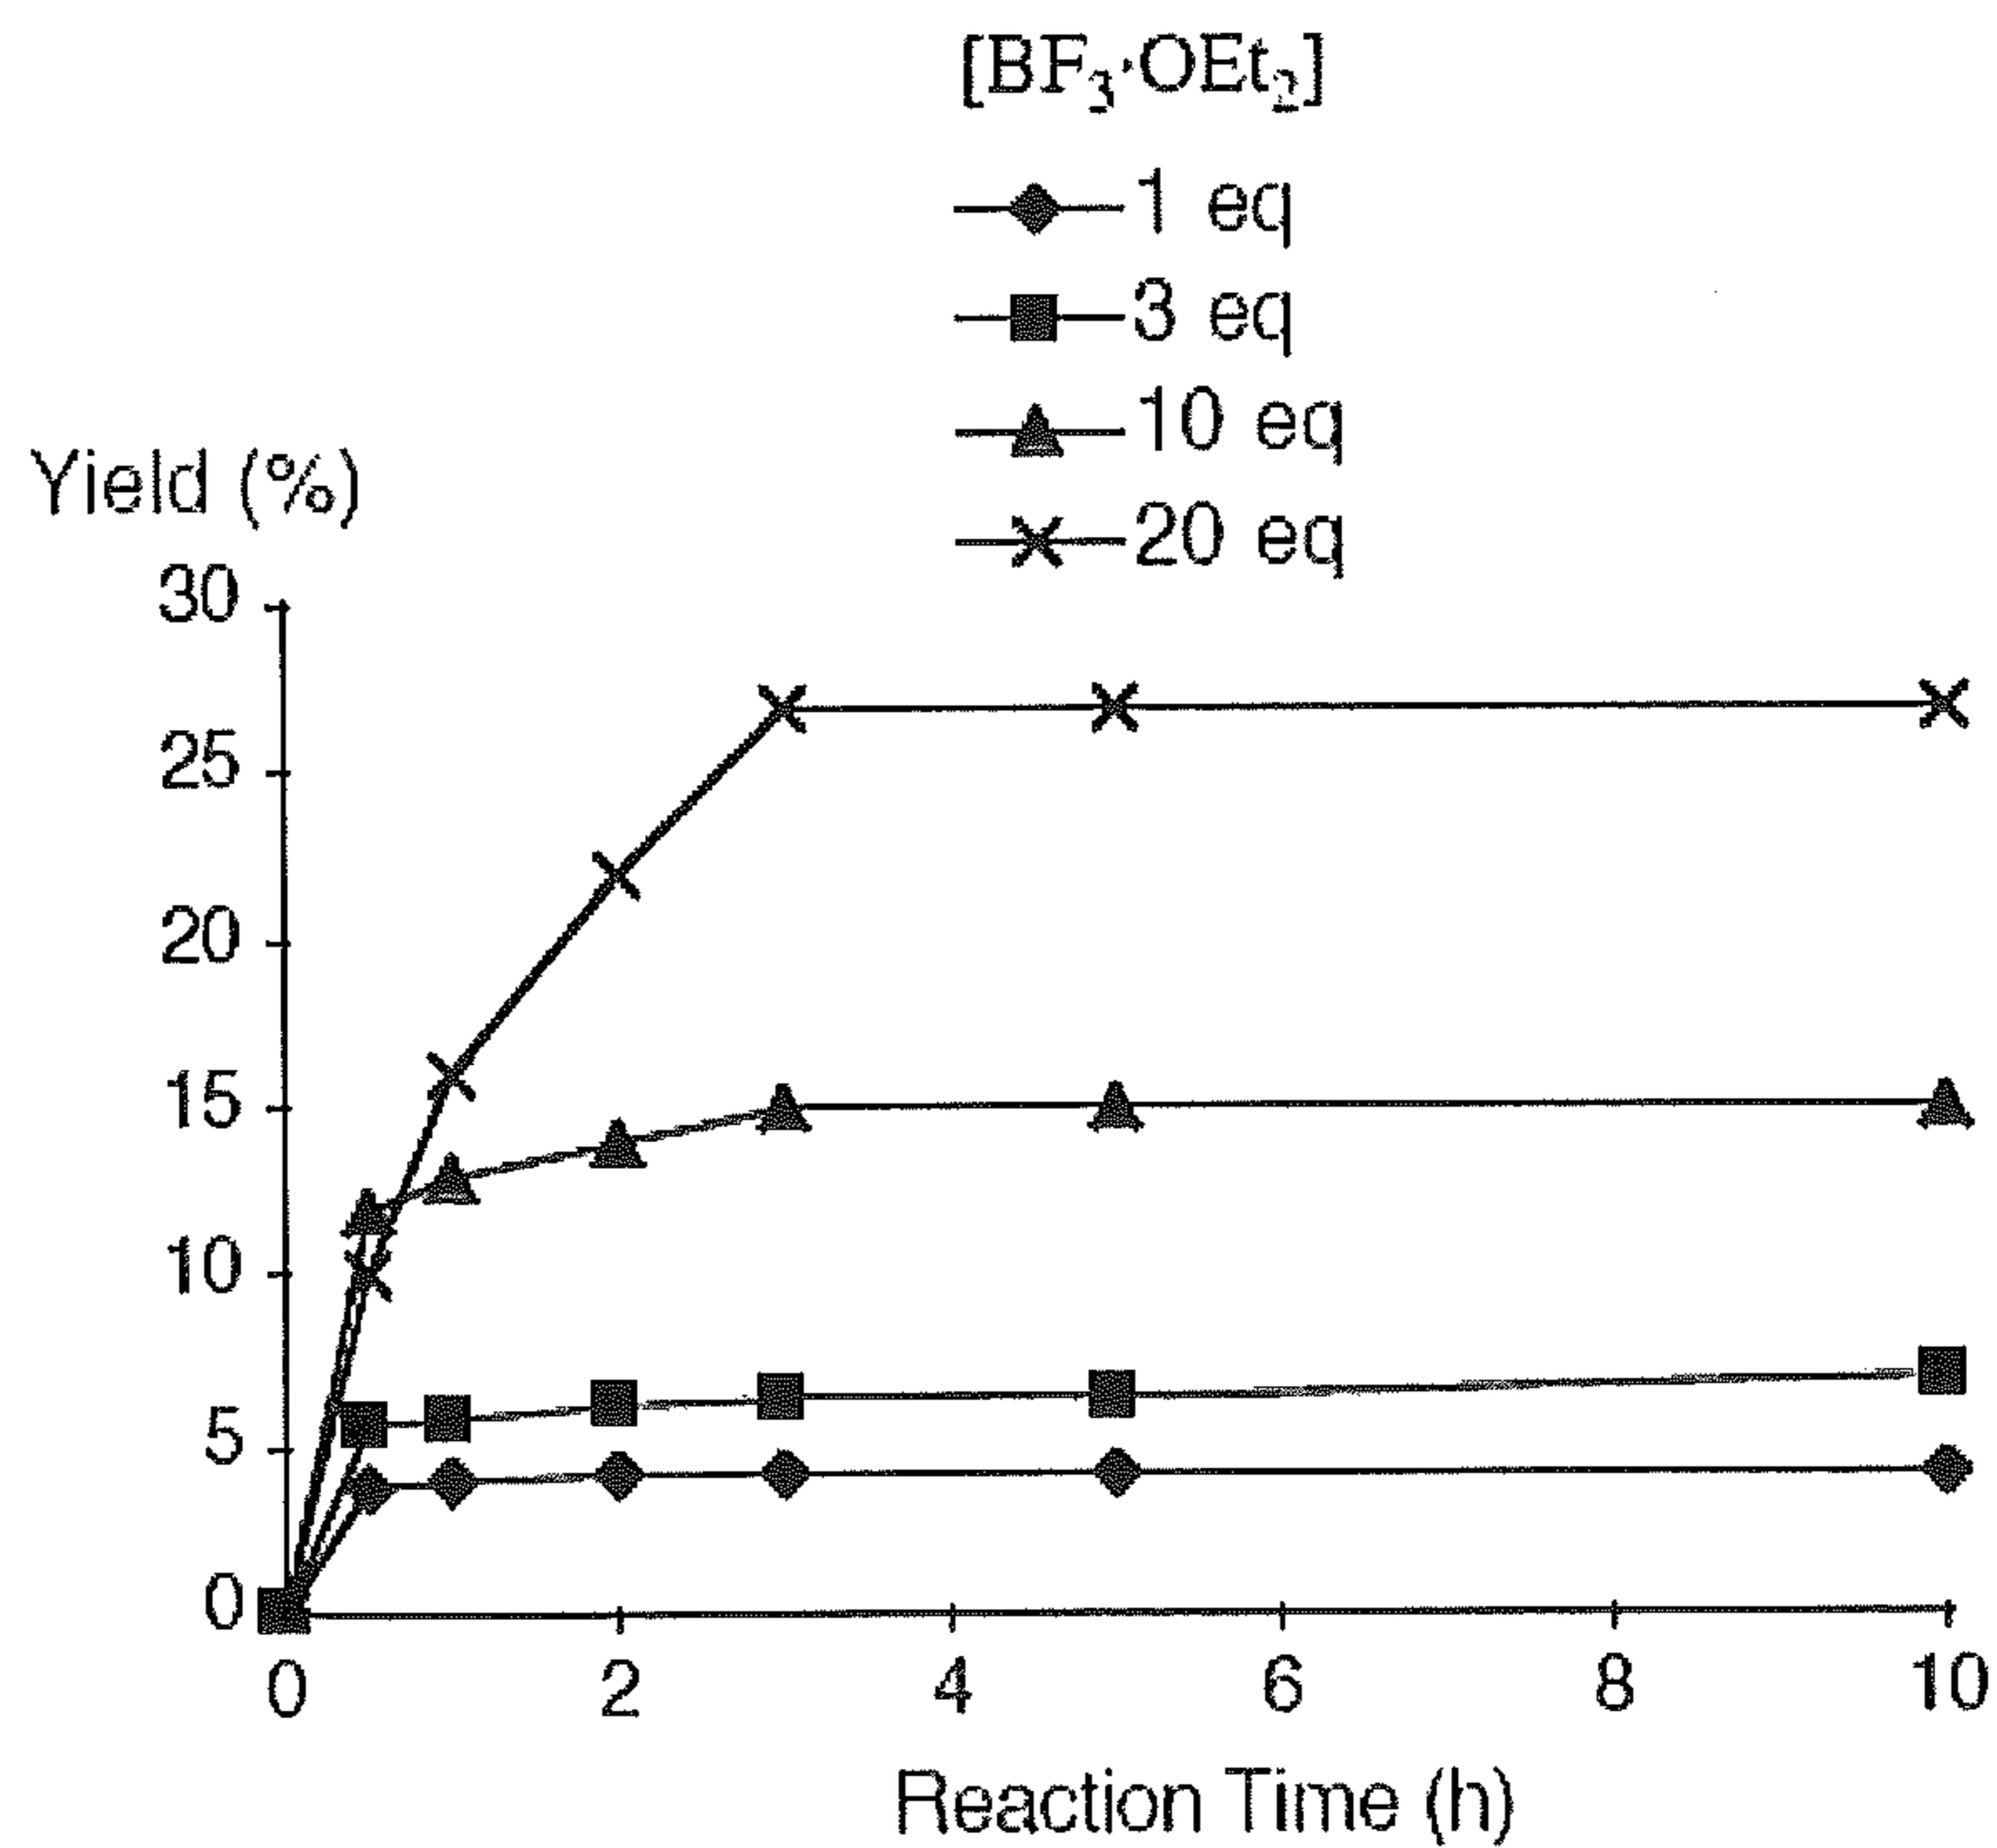 [BF₃·OEt₂]
1 eq
3 eq
10 eq
20 eq
Yield (%)
30
25
20
15
10
5
0
0 2 4 6 8 10
Reaction Time (h)